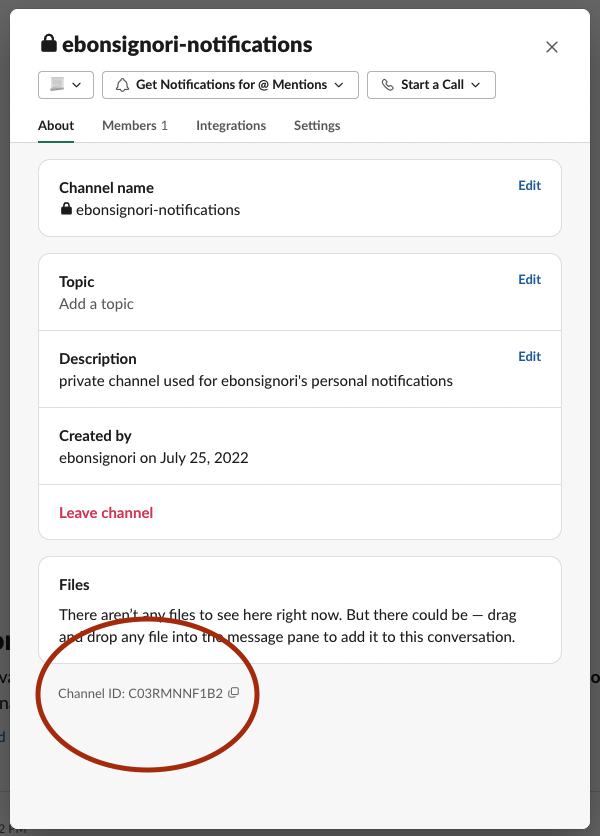 ebonsignori-notifications
Get Notifications for @ Mentions
Start a Call
About
Members 1
Integrations
Settings
Channel name
Edit
ebonsignori-notifications
Topic
Edit
Add a topic
Description
Edit
private channel used for ebonsignori's personal notifications
Created by
ebonsignori on July 25, 2022
Leave channel
Files
There aren't any files to see here right now. But there could be — drag
and drop any file into the message pane to add it to this conversation.
Channel ID: C03RMNNF1B2